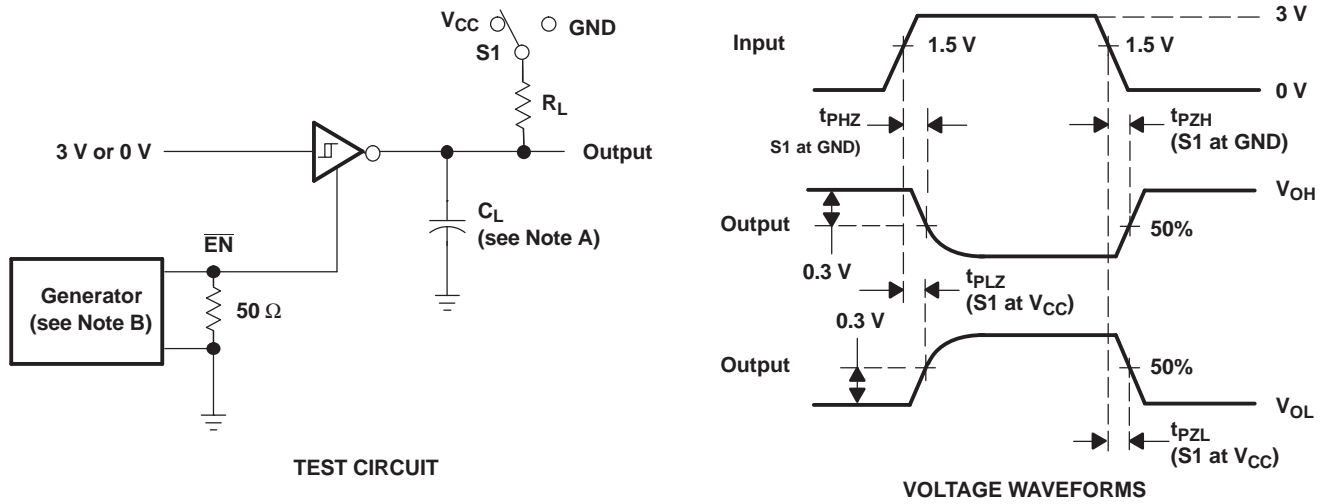 VCC
GND
S1
RL
3 V or 0 V
Output
CL
(see Note A)
EN
Generator
(see Note B)
50 Ω
TEST CIRCUIT
3 V
Input
1.5 V
1.5 V
0 V
tPHZ
S1 at GND)
tPZH
(S1 at GND)
VOH
Output
50%
0.3 V
tPLZ
(S1 at VCC)
0.3 V
Output
50%
VOL
tPZL
(S1 at VCC)
VOLTAGE WAVEFORMS